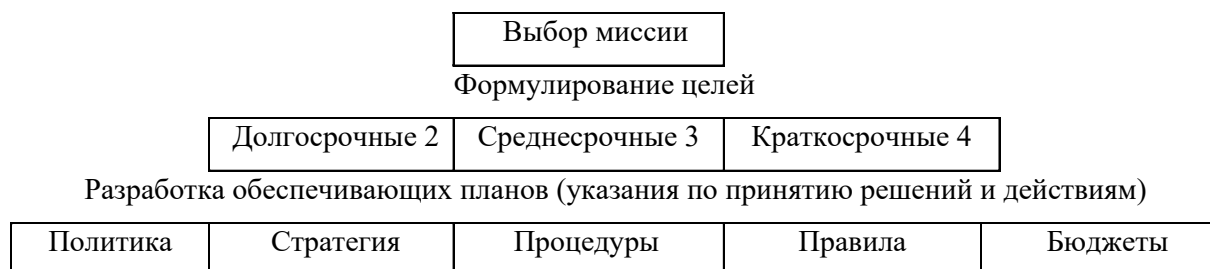 Выбор миссии
Формулирование целей
Долгосрочные 2 Среднесрочные 3 Краткосрочные 4
Разработка обеспечивающих планов (указания по принятию решений и действиям)
Политика Стратегия Процедуры Правила Бюджеты